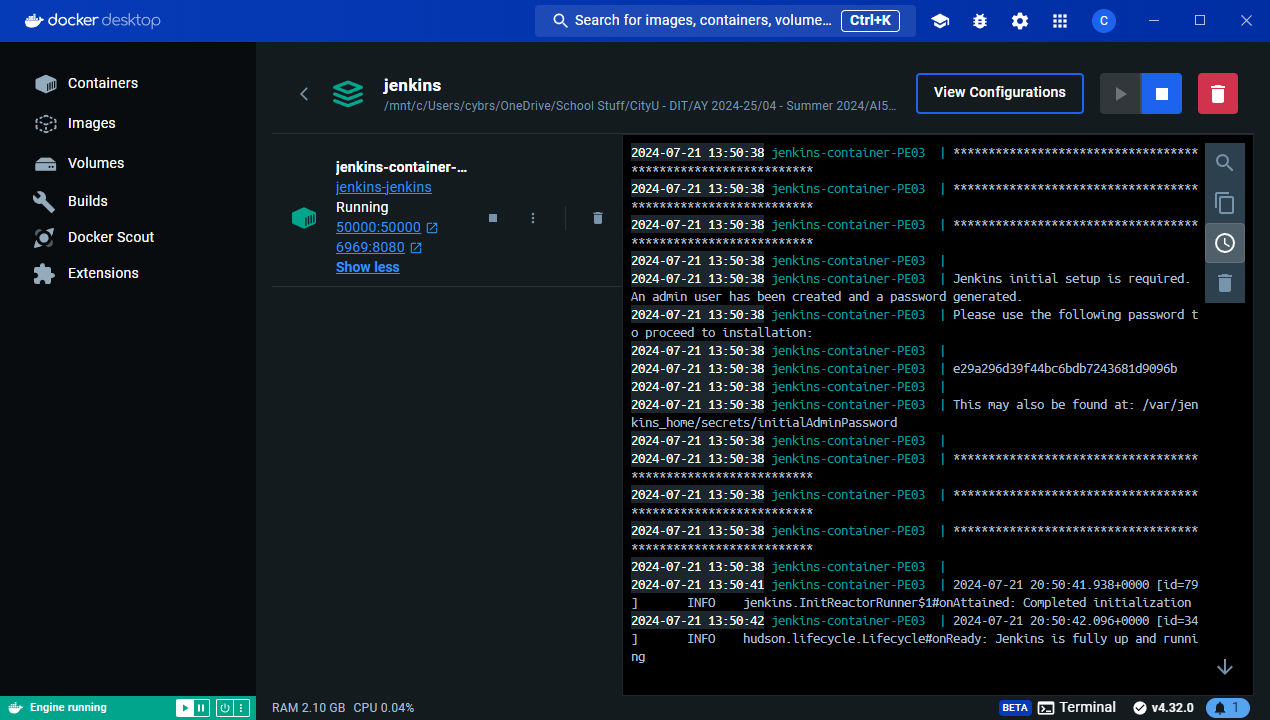 docker desktop
Search for images, containers, volume... Ctrl+K
C
Containers
Images
Volumes
Builds
Docker Scout
Extensions
jenkins
/mnt/c/Users/cybrs/OneDrive/School Stuff/CityU - DIT/AY 2024-25/04 - Summer 2024/AI5...
View Configurations
jenkins-container-...
jenkins-jenkins
Running
50000:50000
6969:8080
Show less
2024-07-21 13:50:38 jenkins-container-PE03  | **********************************
**************************
2024-07-21 13:50:38 jenkins-container-PE03  | **********************************
**************************
2024-07-21 13:50:38 jenkins-container-PE03  | **********************************
**************************
2024-07-21 13:50:38 jenkins-container-PE03  |
2024-07-21 13:50:38 jenkins-container-PE03  | Jenkins initial setup is required.
An admin user has been created and a password generated.
2024-07-21 13:50:38 jenkins-container-PE03  | Please use the following password t
o proceed to installation:
2024-07-21 13:50:38 jenkins-container-PE03  |
2024-07-21 13:50:38 jenkins-container-PE03  | e29a296d39f44bc6bdb7243681d9096b
2024-07-21 13:50:38 jenkins-container-PE03  |
2024-07-21 13:50:38 jenkins-container-PE03  | This may also be found at: /var/jen
kins_home/secrets/initialAdminPassword
2024-07-21 13:50:38 jenkins-container-PE03  |
2024-07-21 13:50:38 jenkins-container-PE03  | **********************************
**************************
2024-07-21 13:50:38 jenkins-container-PE03  | **********************************
**************************
2024-07-21 13:50:38 jenkins-container-PE03  | **********************************
**************************
2024-07-21 13:50:38 jenkins-container-PE03  |
2024-07-21 13:50:41 jenkins-container-PE03  | 2024-07-21 20:50:41.938+0000 [id=79
]       INFO    jenkins.InitReactorRunner$1#onAttained: Completed initialization
2024-07-21 13:50:42 jenkins-container-PE03  | 2024-07-21 20:50:42.096+0000 [id=34
]       INFO    hudson.lifecycle.Lifecycle#onReady: Jenkins is fully up and runni
ng
Engine running
RAM 2.10 GB CPU 0.04%
BETA Terminal v4.32.0 1